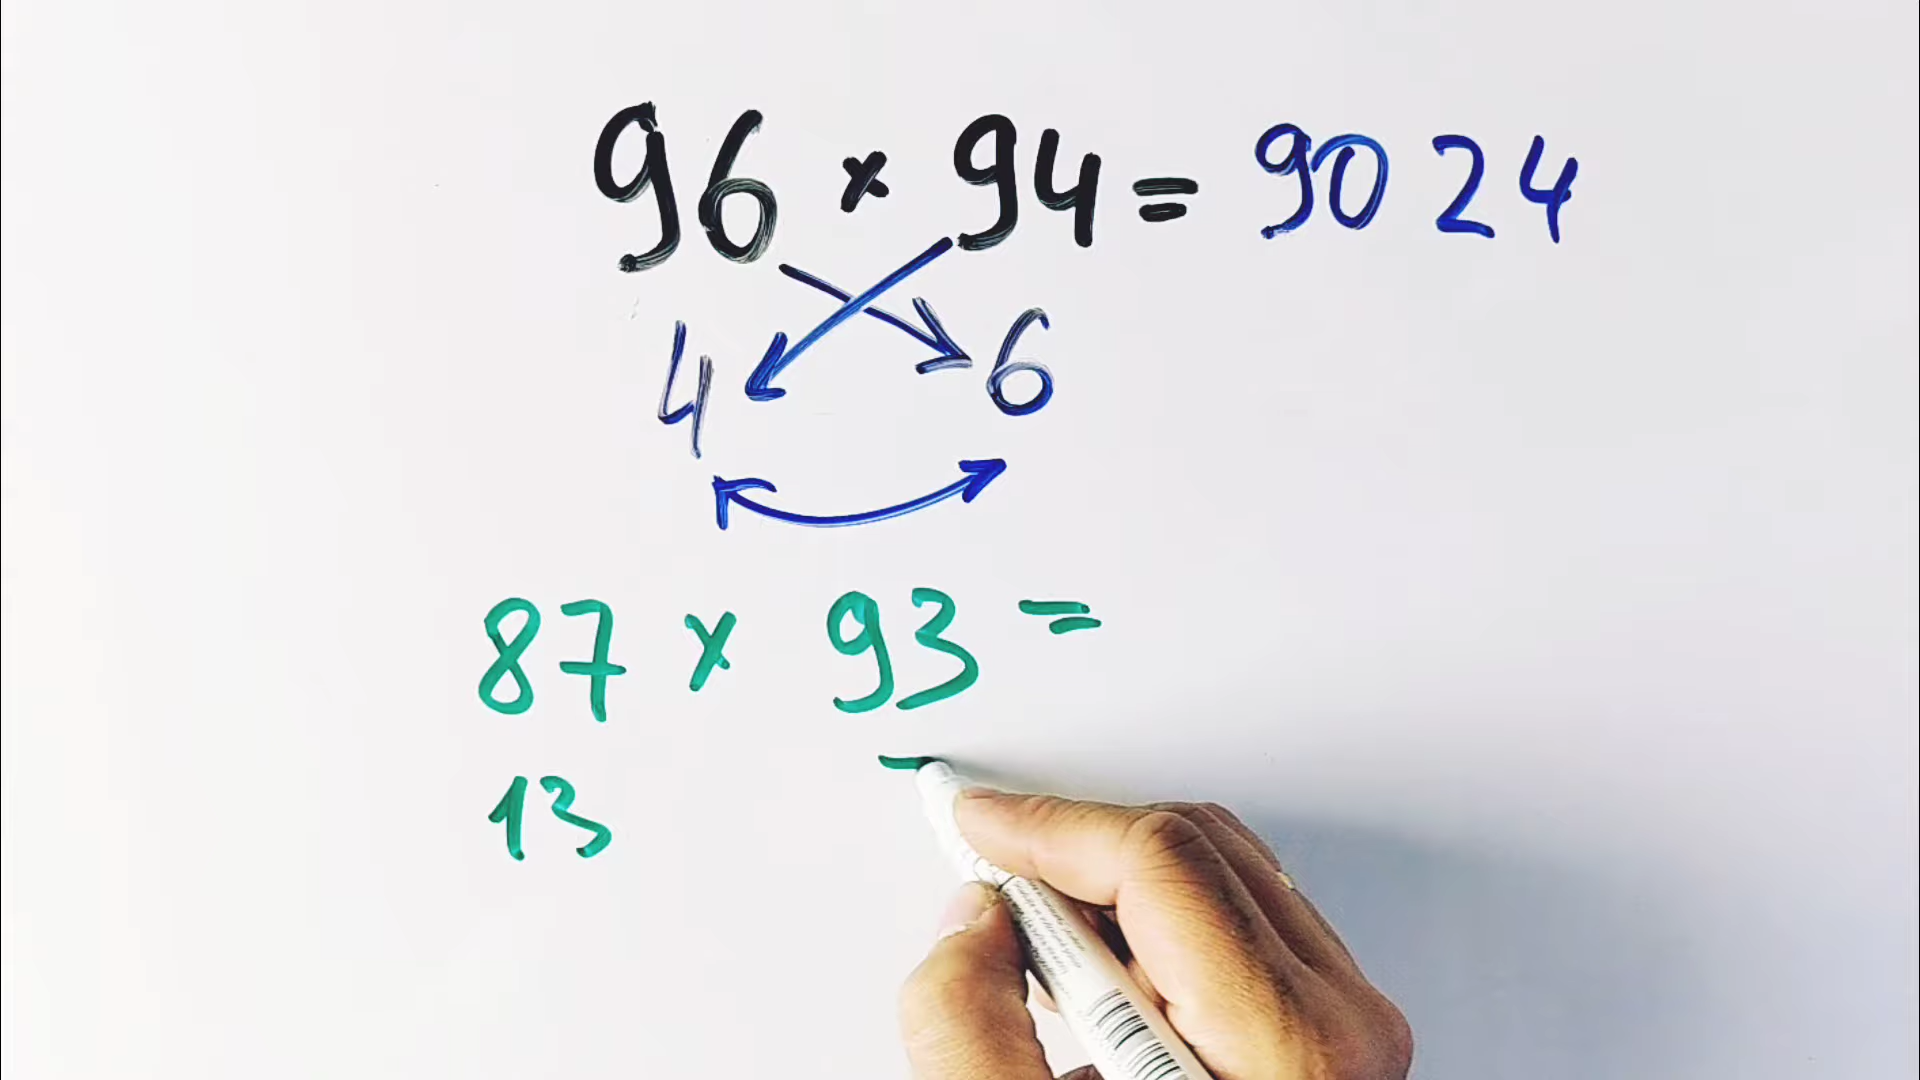 96 × 94 = 9024
4 6
87 × 93 =
13